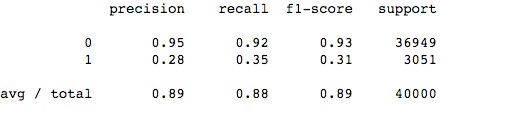 precision recall f1-score support
0 0.95 0.92 0.93 36949
1 0.28 0.35 0.31 3051
avg / total 0.89 0.88 0.89 40000